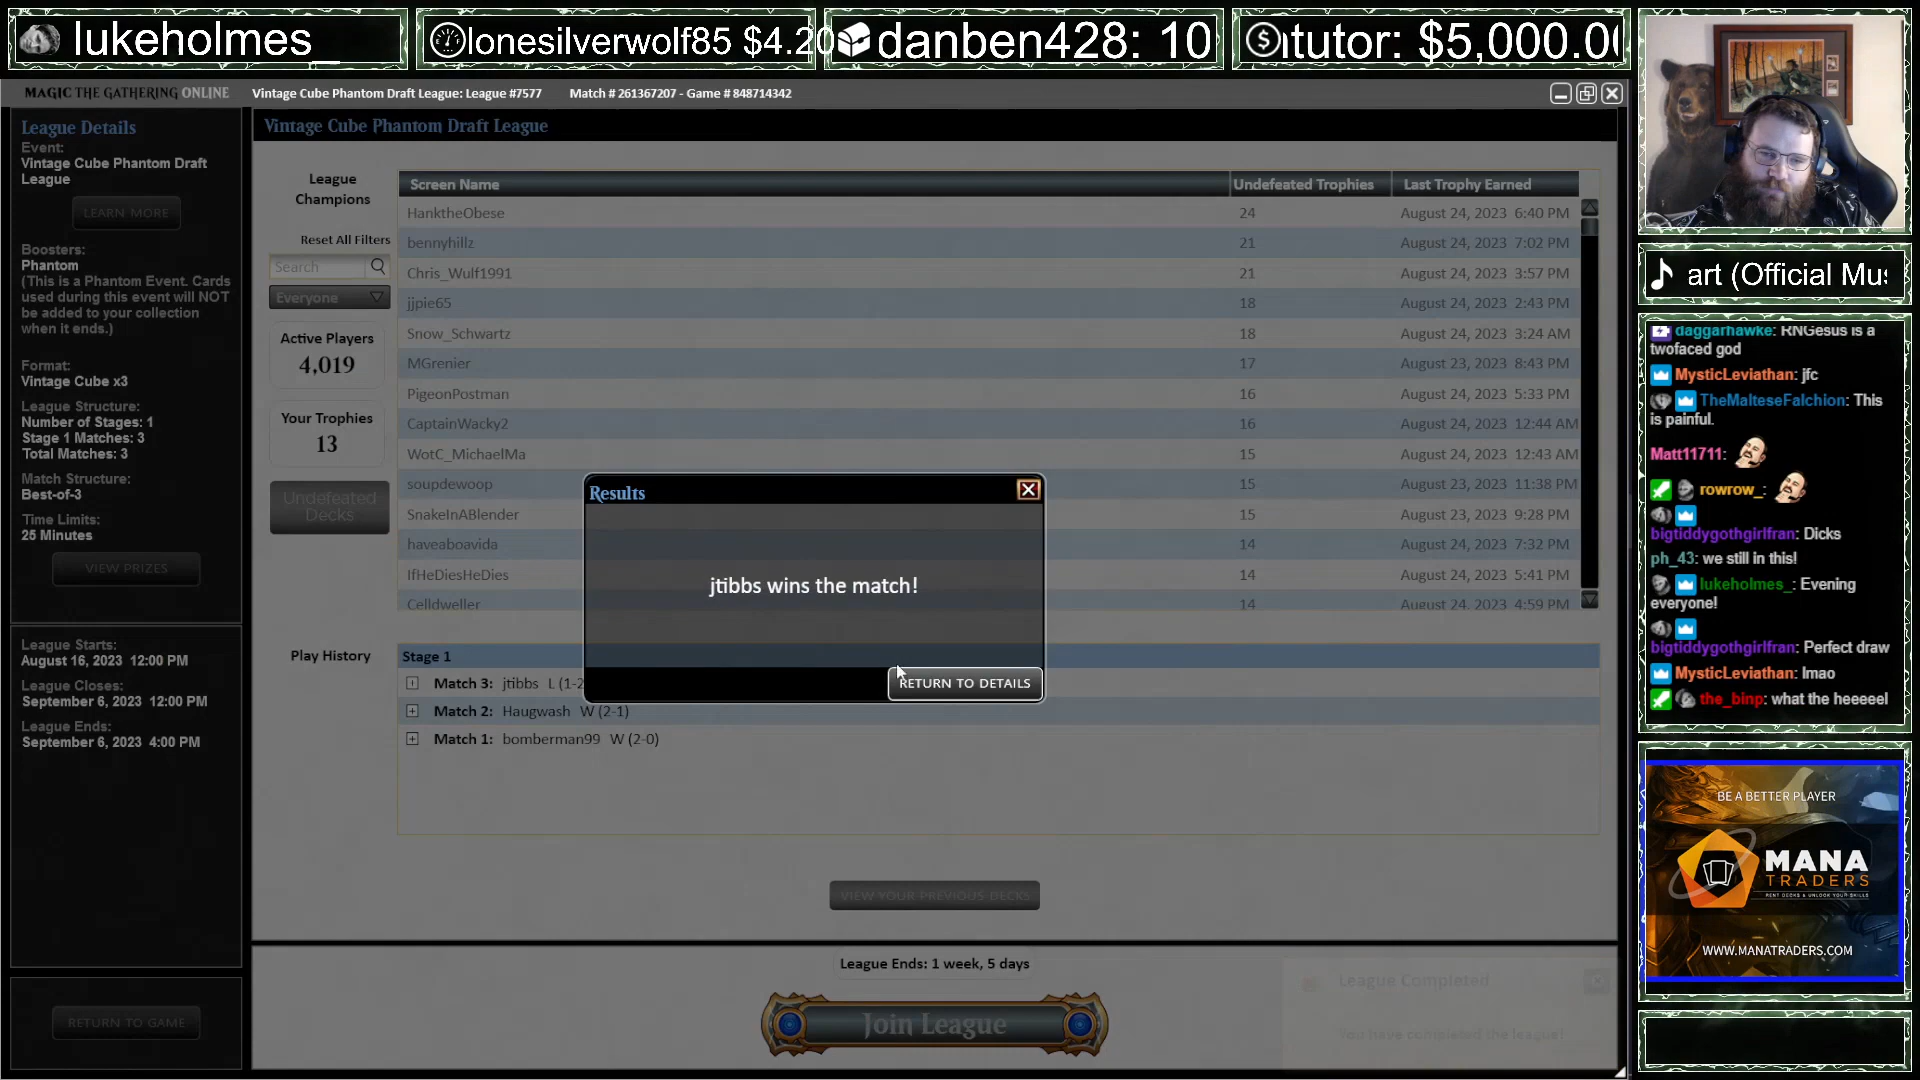 lukeholmes_
lonesilverwolf85 $4.20
danben428: 10
itutor: $5,000.00
MAGIC THE GATHERING ONLINE
Vintage Cube Phantom Draft League: League #7577
Match # 261367207 - Game # 848714342
League Details
Event:
Vintage Cube Phantom Draft
League
LEARN MORE
Boosters:
Phantom
(This is a Phantom Event. Cards
used during this event will NOT
be added to your collection
when it ends.)
Format:
Vintage Cube x3
League Structure:
Number of Stages: 1
Stage 1 Matches: 3
Total Matches: 3
Match Structure:
Best-of-3
Time Limits:
25 Minutes
VIEW PRIZES
League Starts:
August 16, 2023 12:00 PM
League Closes:
September 6, 2023 12:00 PM
League Ends:
September 6, 2023 4:00 PM
RETURN TO GAME
Vintage Cube Phantom Draft League
League
Champions
Reset All Filters
Search
Everyone
Active Players
4,019
Your Trophies
13
Undefeated
Decks
Screen Name Undefeated Trophies Last Trophy Earned
HanktheObese 24 August 24, 2023 6:40 PM
bennyhillz 21 August 24, 2023 7:02 PM
Chris_Wulf1991 21 August 24, 2023 3:57 PM
jjpie65 18 August 24, 2023 2:43 PM
Snow_Schwartz 18 August 24, 2023 3:24 AM
MGrenier 17 August 23, 2023 8:43 PM
PigeonPostman 16 August 24, 2023 5:33 PM
CaptainWacky2 16 August 24, 2023 12:44 AM
WotC_MichaelMa 15 August 24, 2023 12:43 AM
soupdewoop 15 August 23, 2023 11:38 PM
SnakeInABlender 15 August 23, 2023 9:28 PM
haveaboavida 14 August 24, 2023 7:32 PM
IfHeDiesHeDies 14 August 24, 2023 5:41 PM
Celldweller 14 August 24, 2023 4:59 PM
Results
jtibbs wins the match!
RETURN TO DETAILS
Play History
Stage 1
Match 3: jtibbs L (1-2
Match 2: Haugwash W (2-1)
Match 1: bomberman99 W (2-0)
VIEW YOUR PREVIOUS DECKS
League Ends: 1 week, 5 days
Join League
League Completed
You have completed the league!
art (Official Mus
daggarhawke: RNGesus is a
twofaced god
MysticLeviathan: jfc
TheMalteseFalchion: This
is painful.
Matt11711:
rowrow_:
bigtiddygothgirlfran: Dicks
ph_43: we still in this!
lukeholmes_: Evening
everyone!
bigtiddygothgirlfran: Perfect draw
MysticLeviathan: lmao
the_binp: what the heeeeel
BE A BETTER PLAYER
MANA
TRADERS
RENT DECKS & UNLOCK YOUR SKILLS
WWW.MANATRADERS.COM